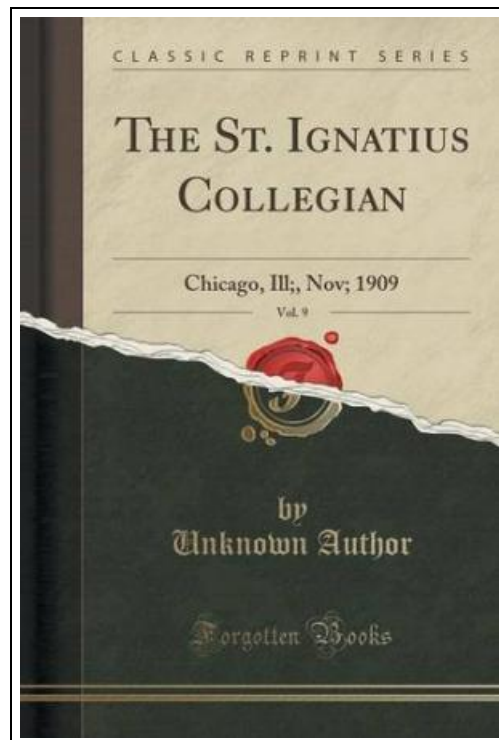 CLASSIC REPRINT SERIES
THE ST. IGNATIUS
COLLEGIAN
Chicago, Ill;, Nov; 1909
Vol. 9
F
by
Unknown Author
Forgotten Books